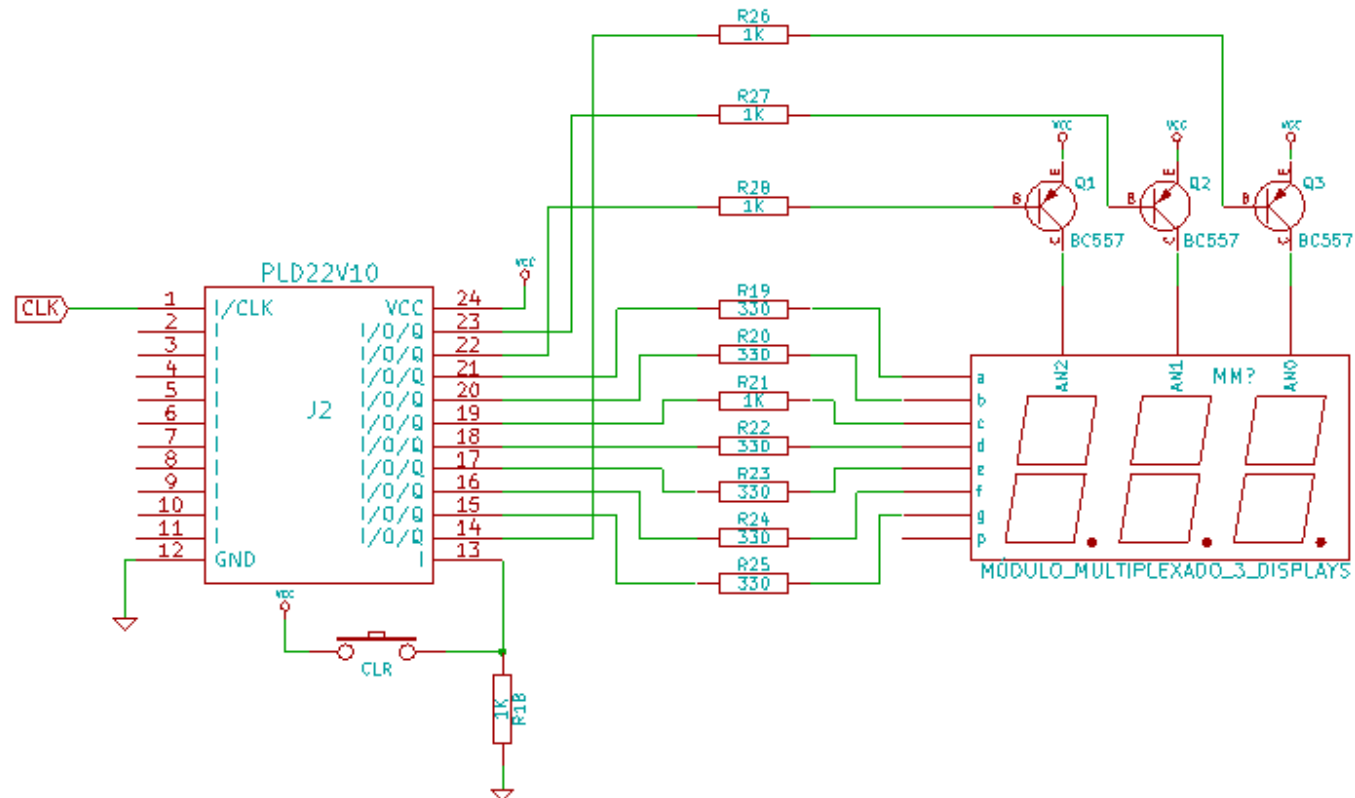 R26
1K
R27
1K
VCC
VCC
VCC
E
E
E
Q1
Q2
Q3
R28
1K
B
B
B
C
C
C
BC557
BC557
BC557
PLD22V10
VCC
CLK
1
I/CLK
VCC
24
2
I
I/O/Q
23
3
I
I/O/Q
22
4
I
I/O/Q
21
5
I
I/O/Q
20
6
I
I/O/Q
19
7
I
I/O/Q
18
8
I
I/O/Q
17
9
I
I/O/Q
16
10
I
I/O/Q
15
11
I
I/O/Q
14
12
GND
I
13
J2
R19
330
R20
330
R21
1K
R22
330
R23
330
R24
330
R25
330
AN2
AN1
MM?
AN0
a
b
c
d
e
f
g
p
MÓDULO_MULTIPLEXADO_3_DISPLAYS
VCC
CLR
1K
R18